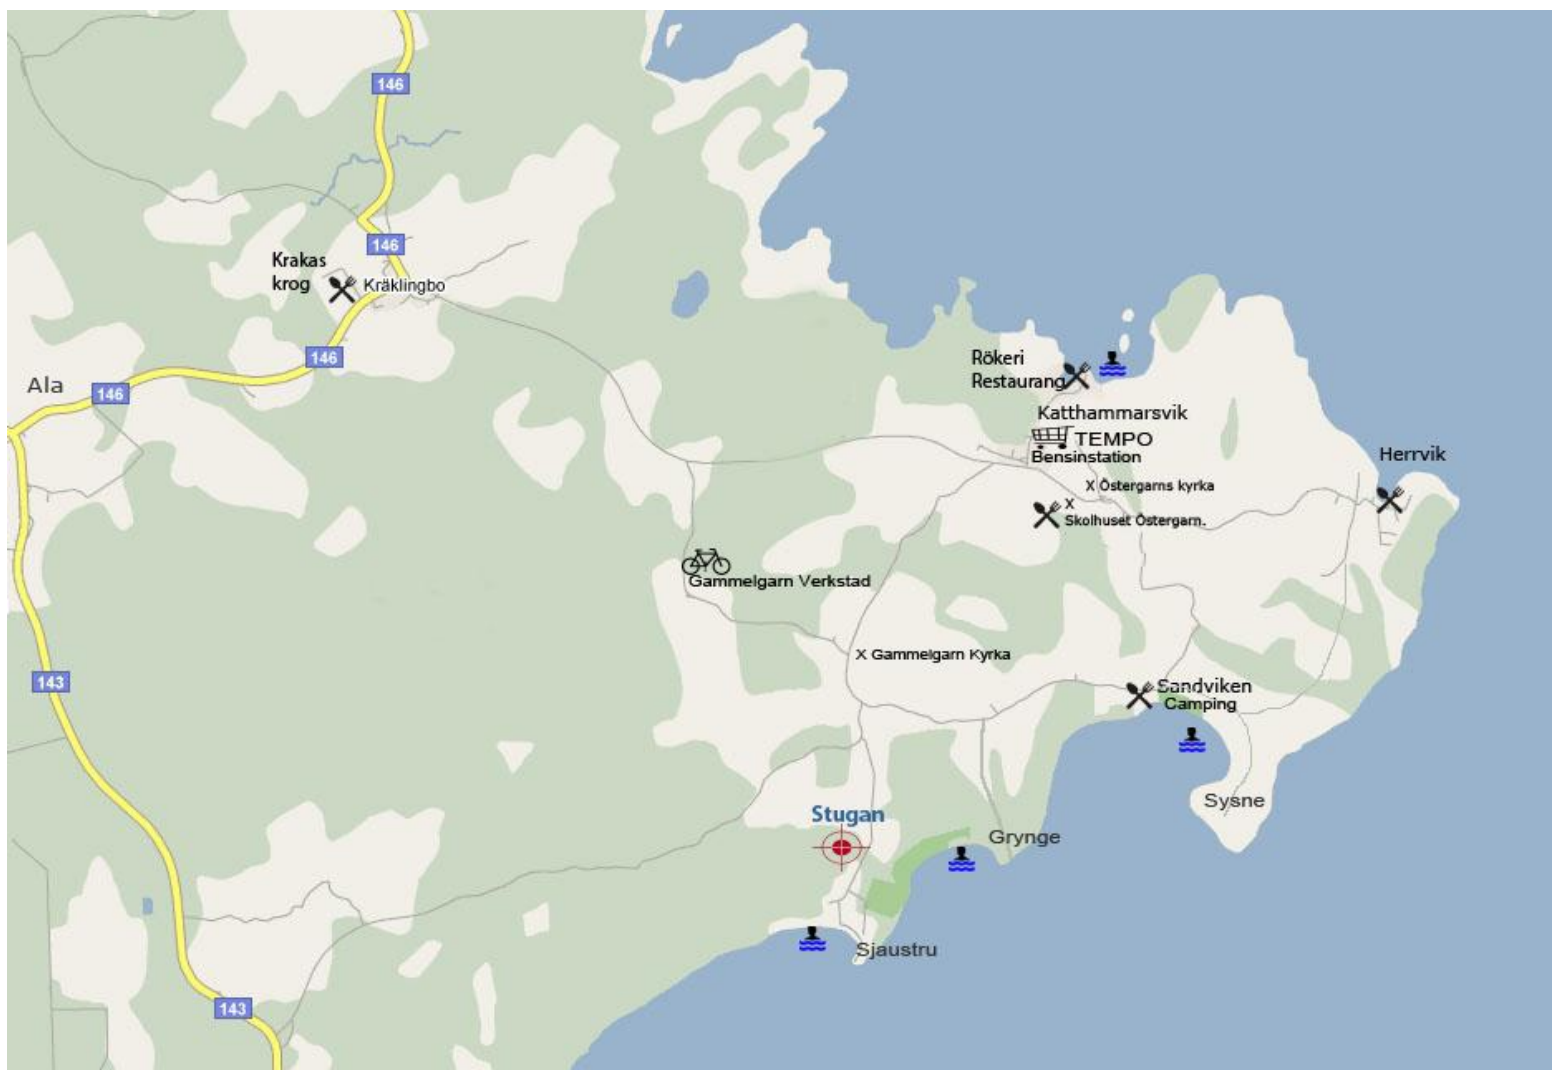 146
146
Krakas
krog
Kräklingbo
146
Ala
146
Rökeri
Restaurang
Katthammarsvik
TEMPO
Bensinstation
Herrvik
X Östergarns kyrka
X
Skolhuset Östergarn.
Gammelgarn Verkstad
X Gammelgarn Kyrka
143
Sandviken
Camping
Sysne
Stugan
Grynge
Sjaustru
143